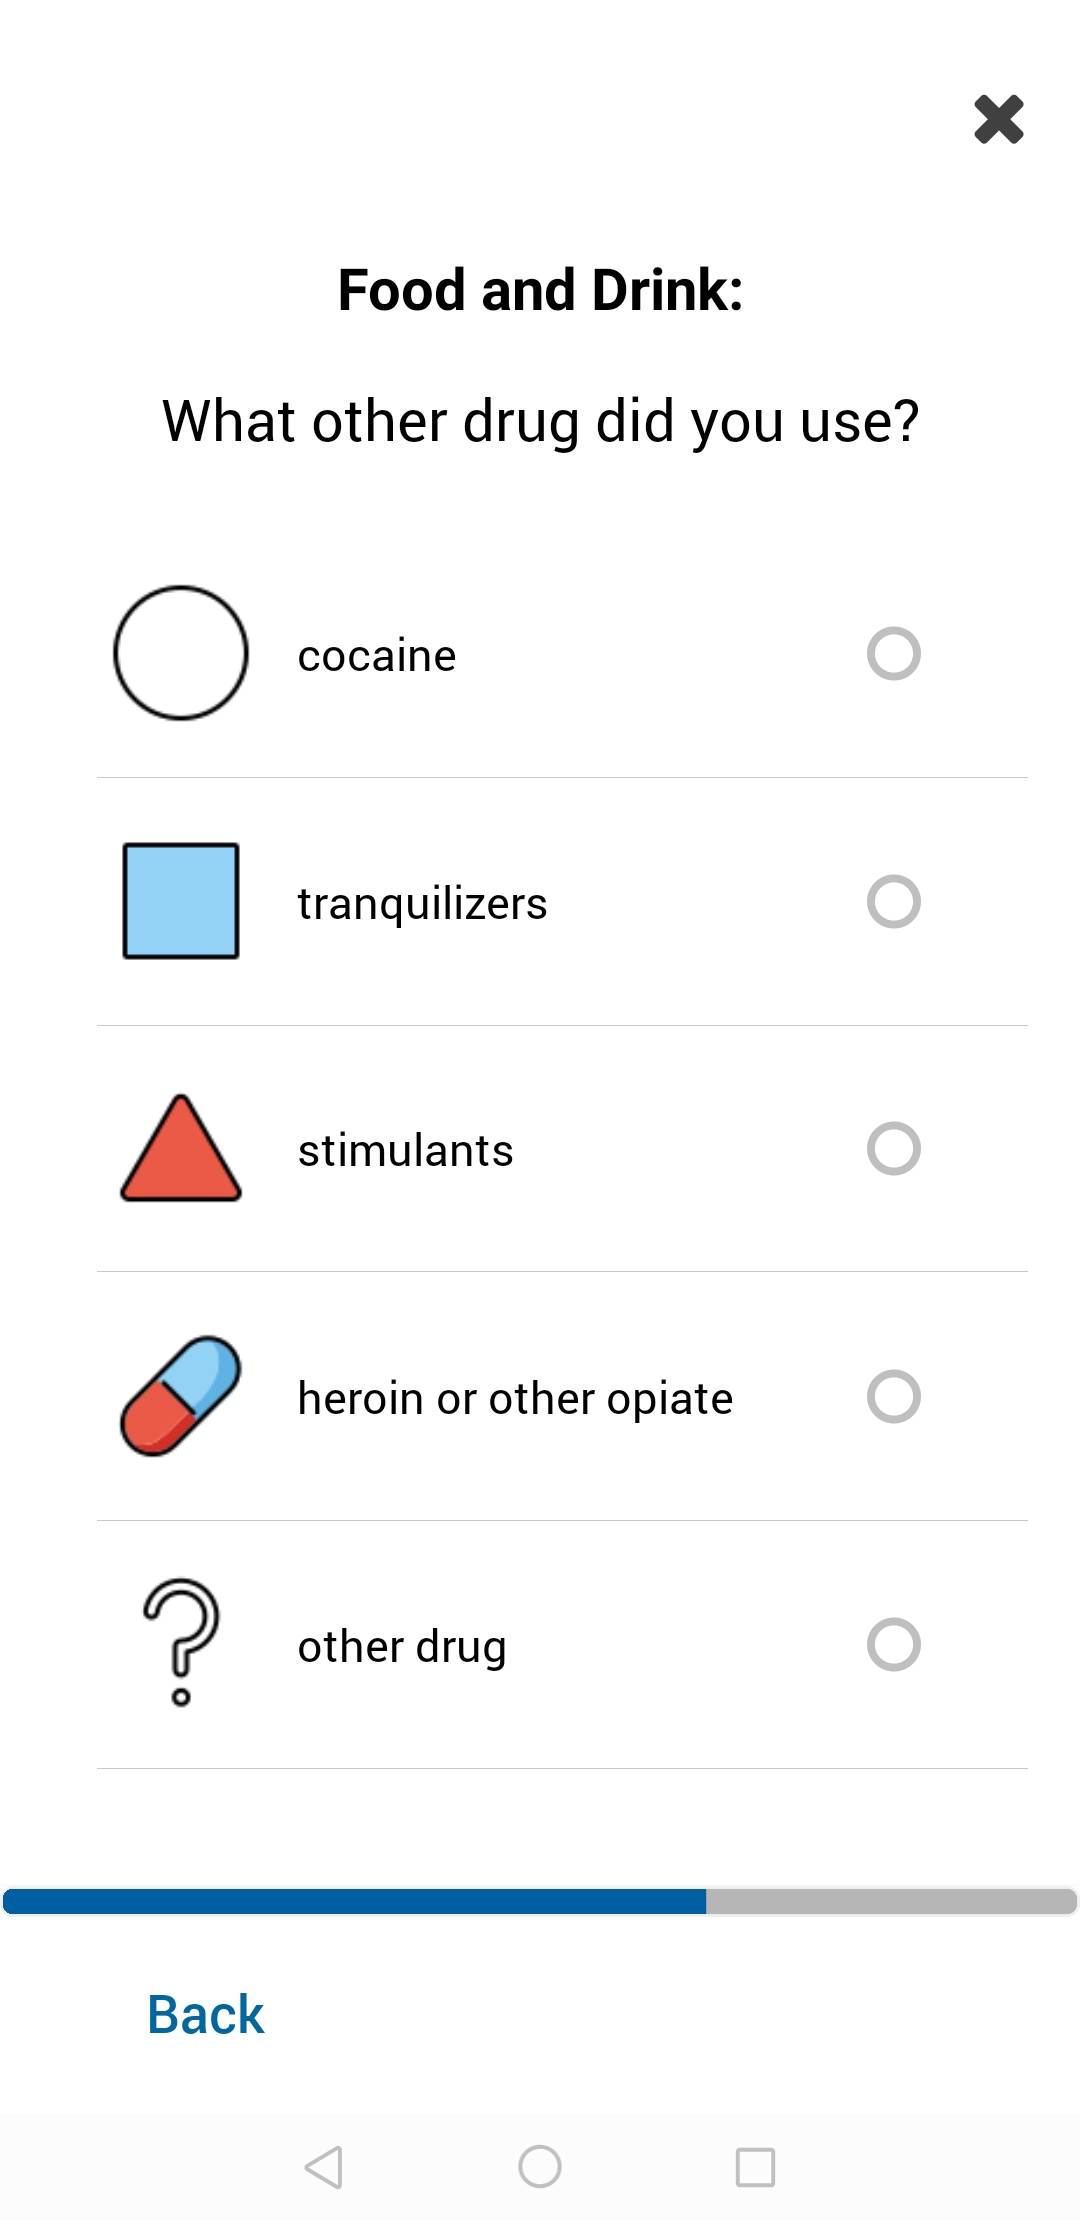 Food and Drink:
What other drug did you use?
cocaine
tranquilizers
stimulants
heroin or other opiate
other drug
Back